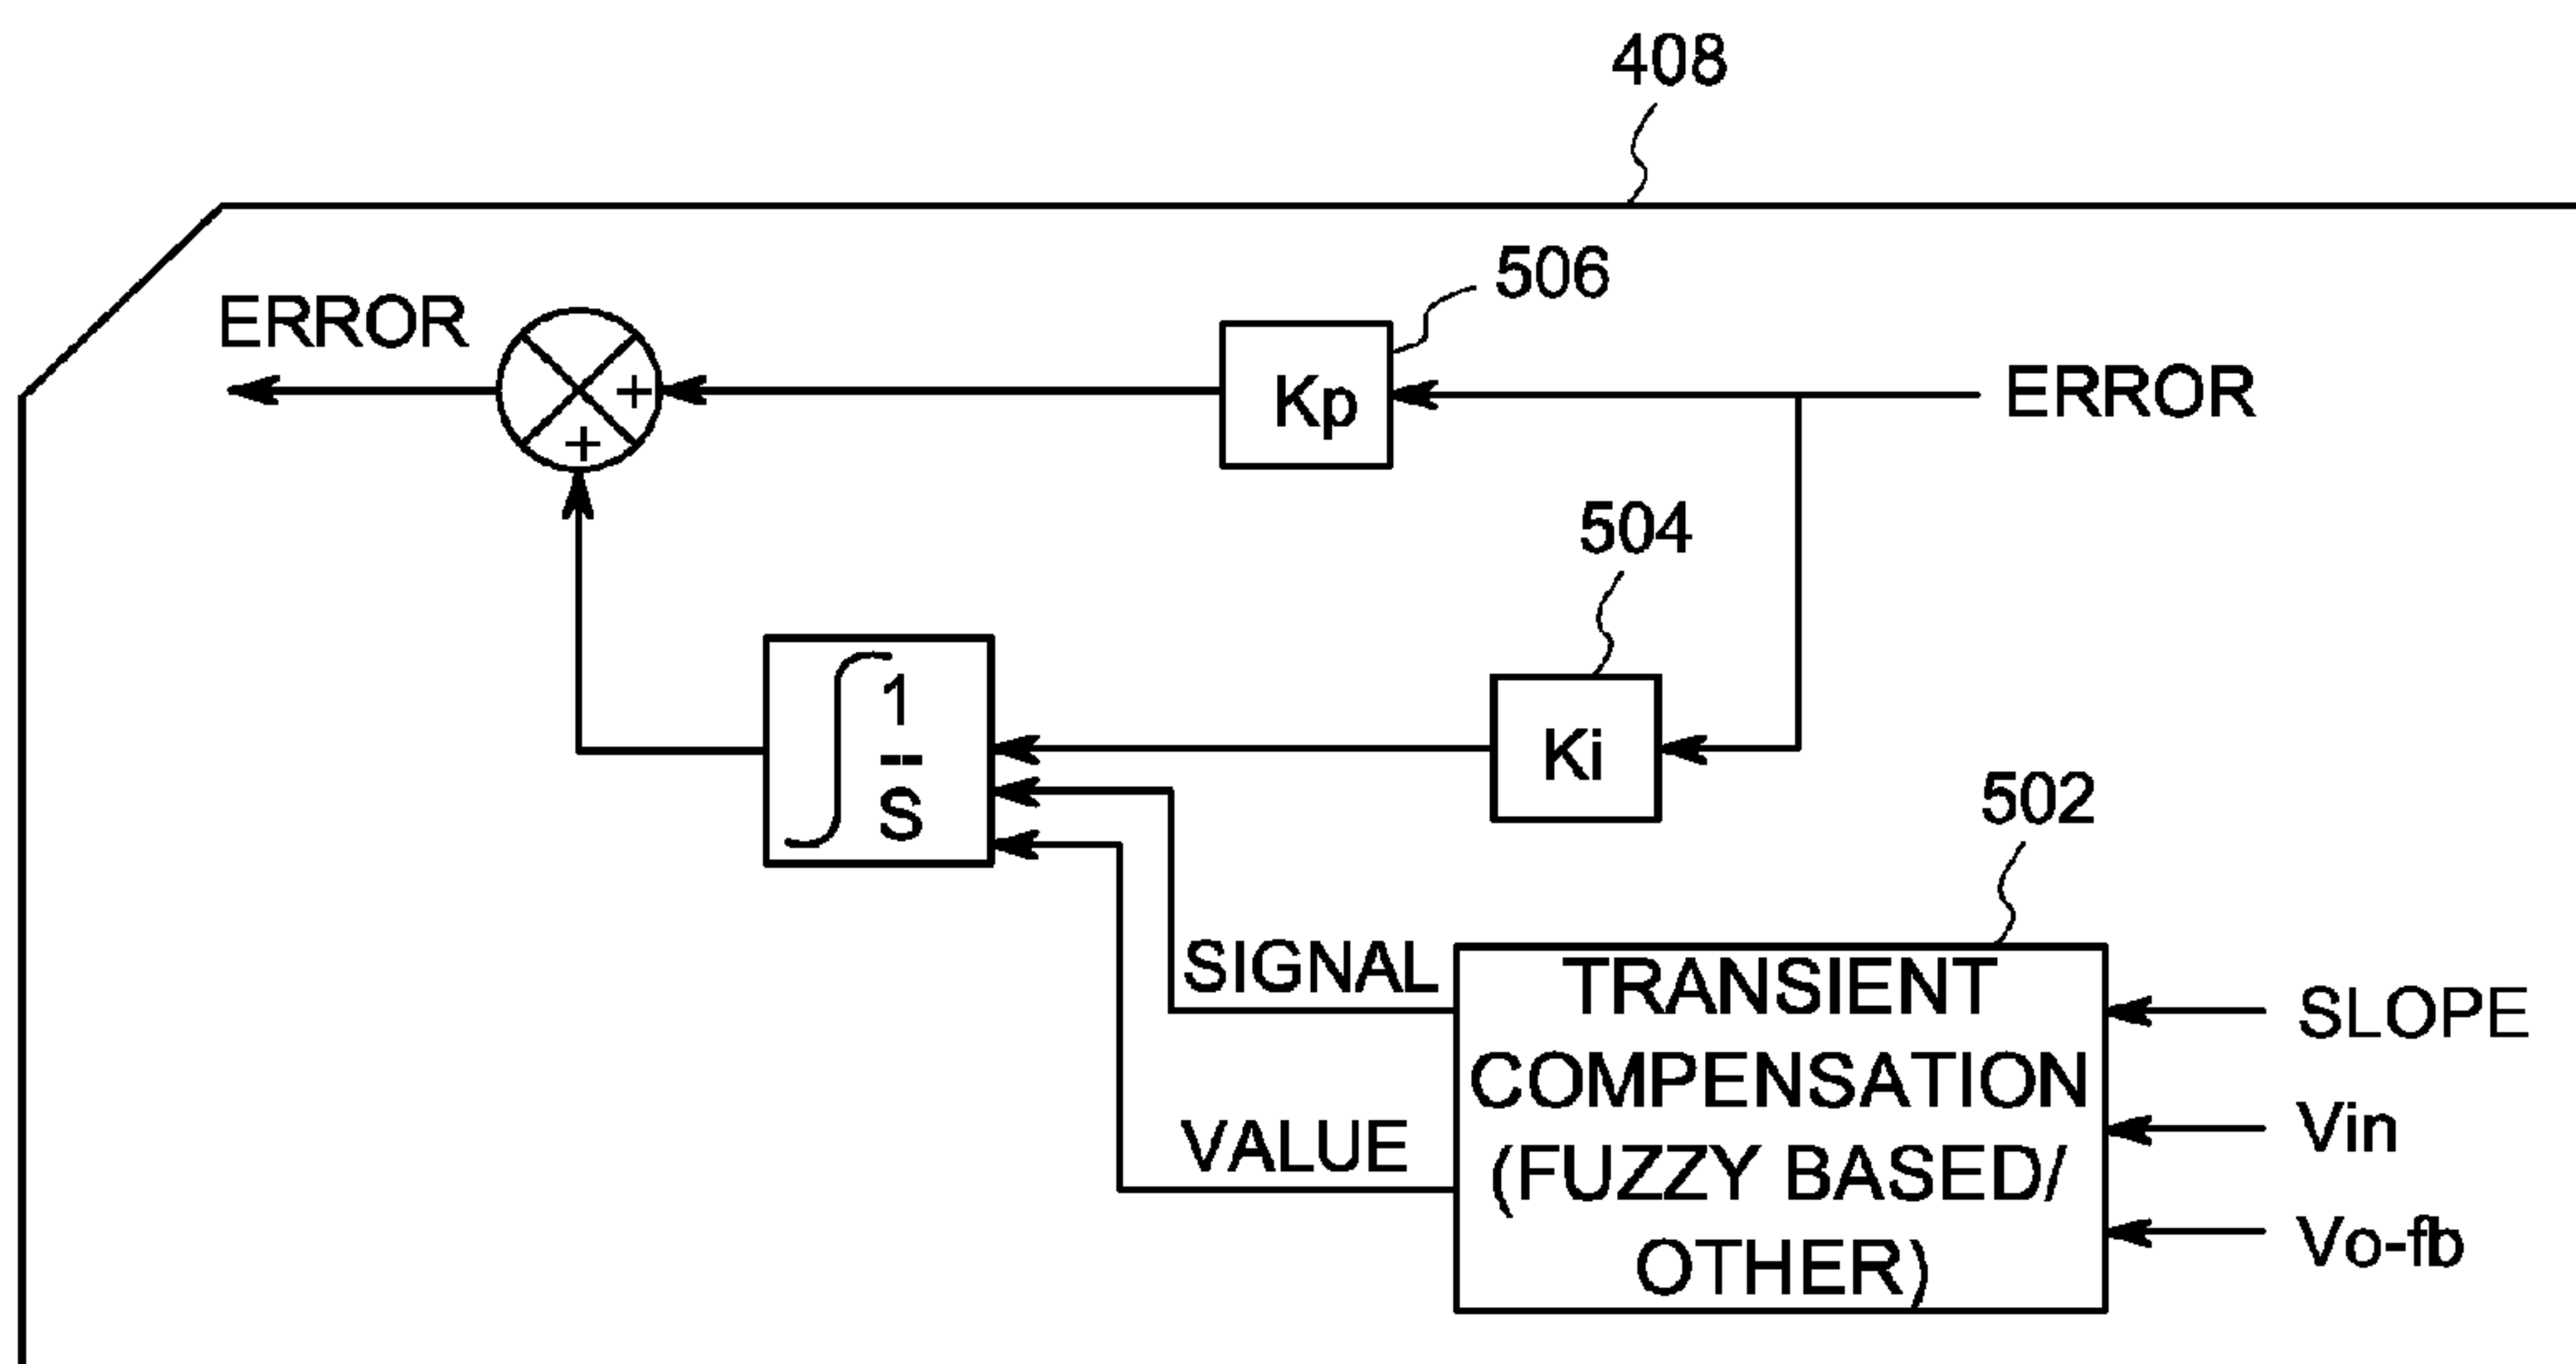 408
506
ERROR
+
+
Kp
ERROR
504
1
--
S
Ki
502
SIGNAL
VALUE
TRANSIENT
COMPENSATION
(FUZZY BASED/
OTHER)
SLOPE
Vin
Vo-fb